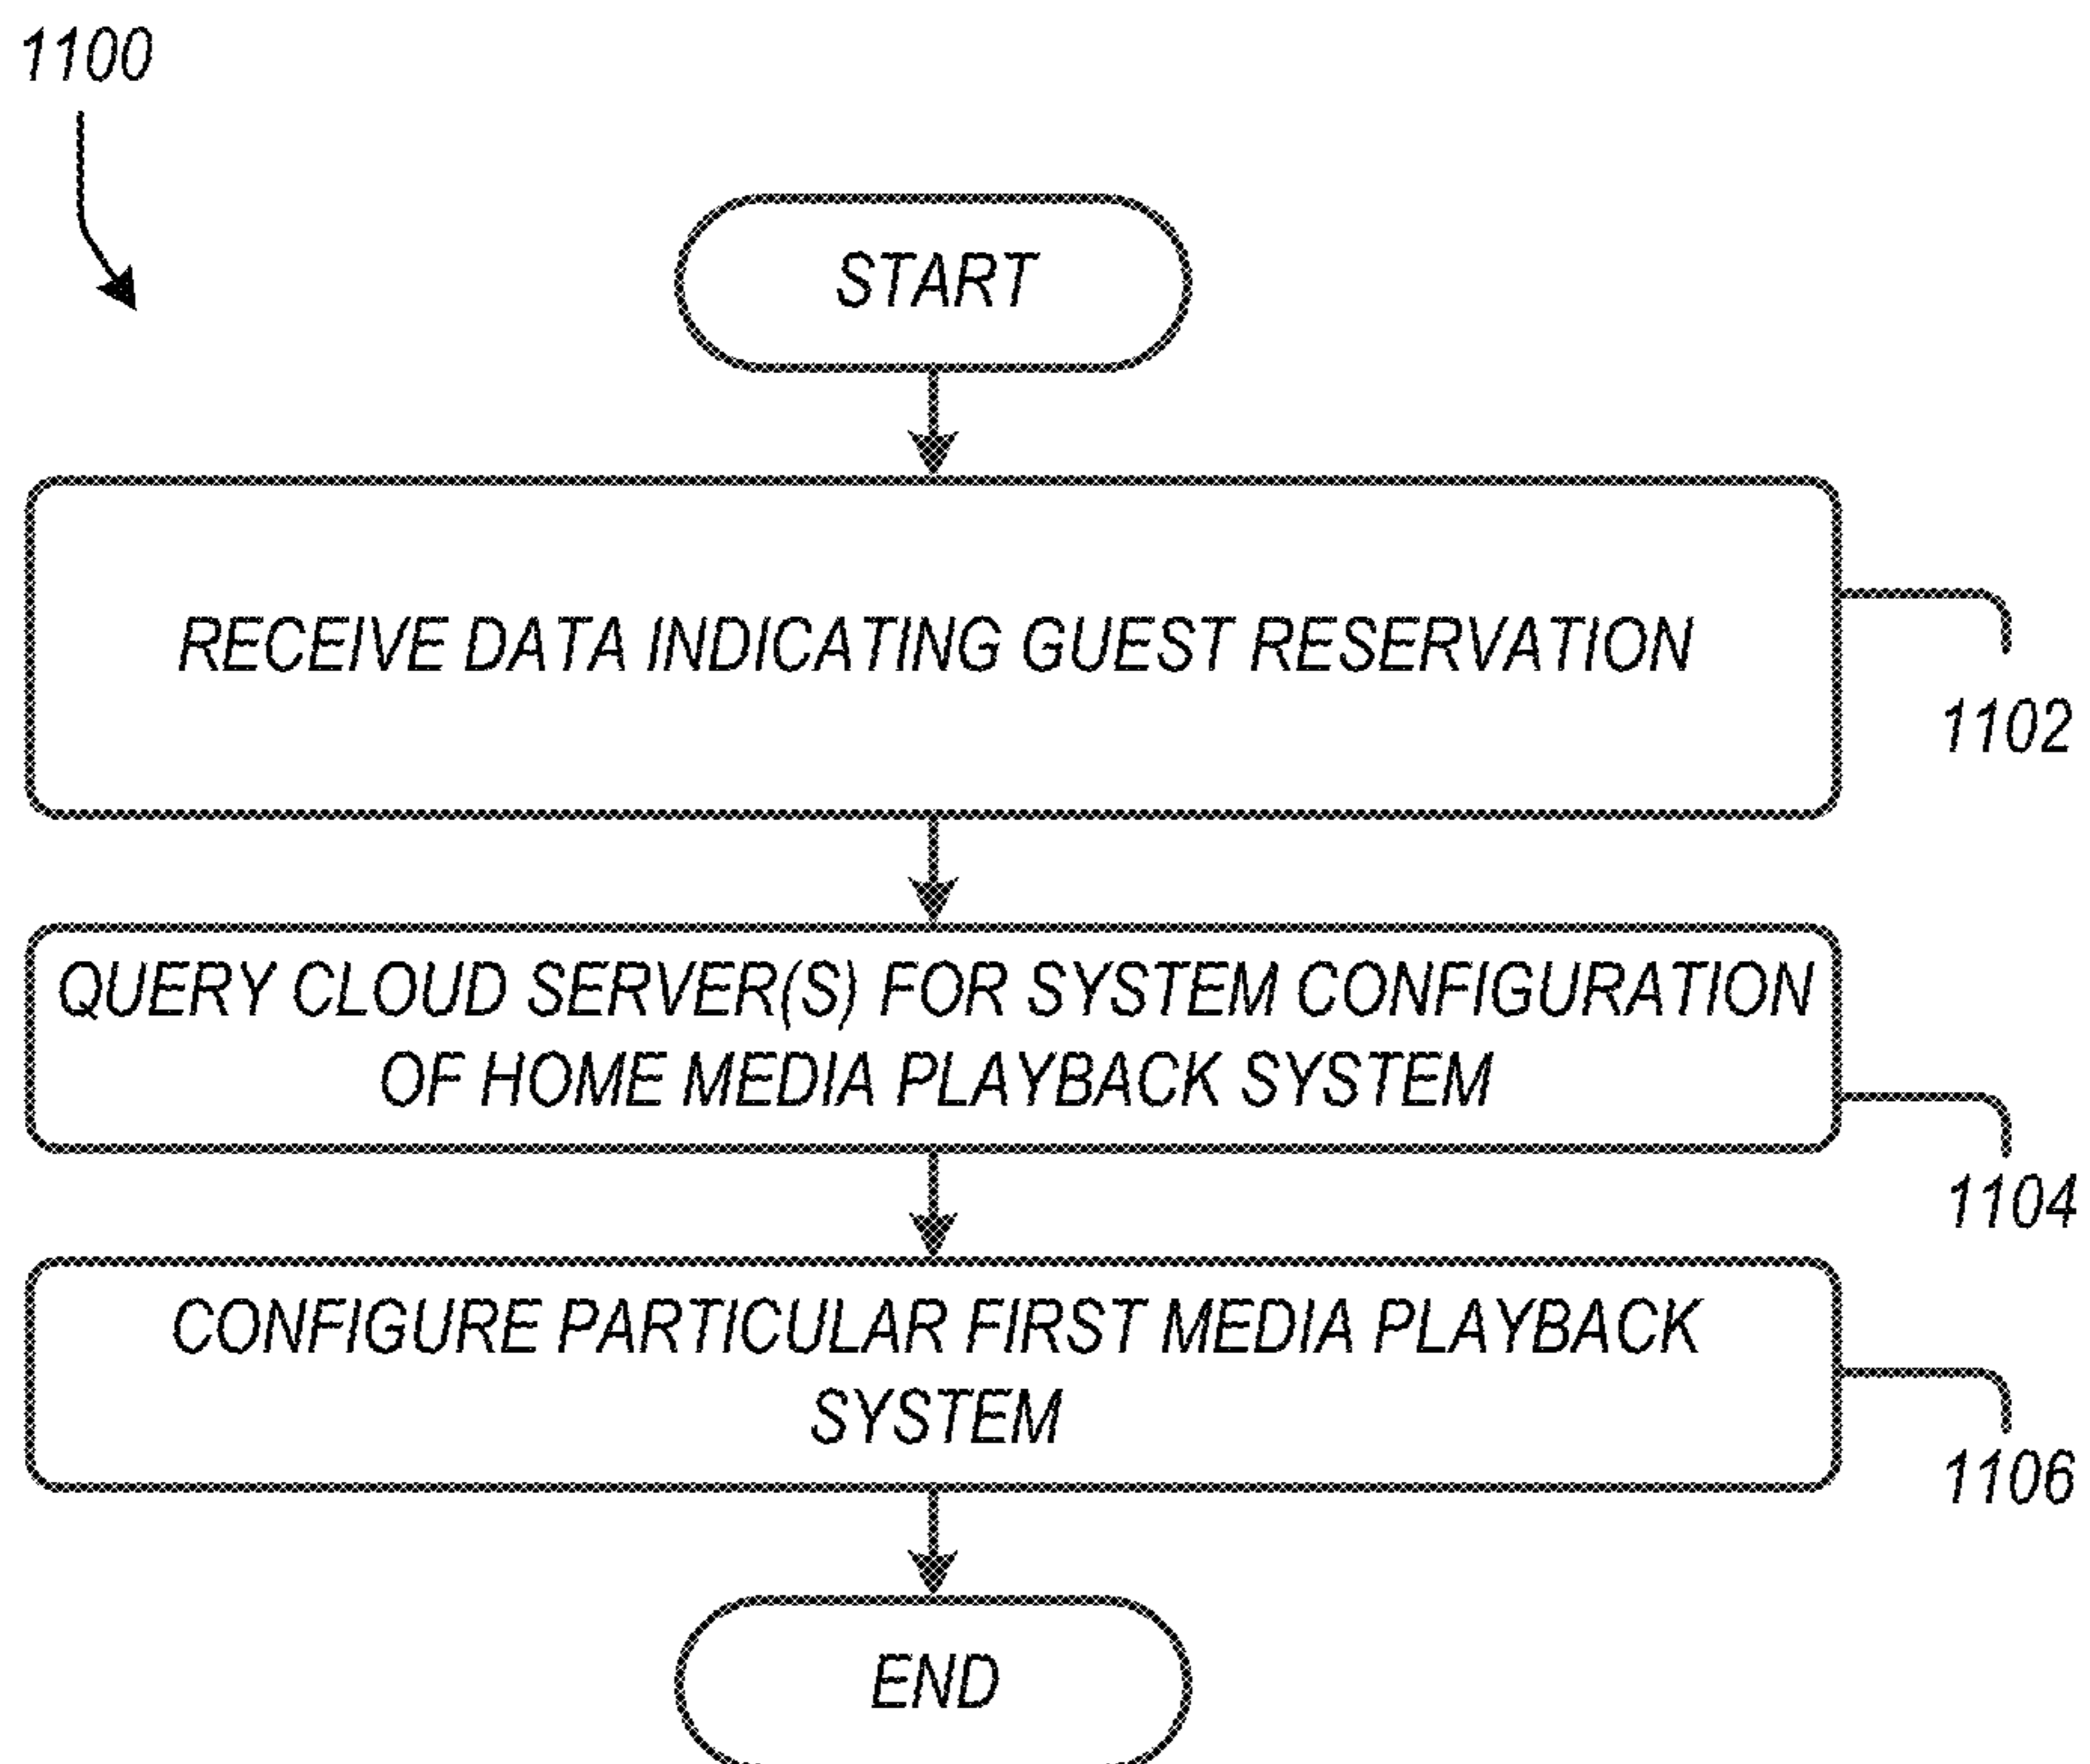 1100
START
RECEIVE DATA INDICATING GUEST RESERVATION
1102
QUERY CLOUD SERVER(S) FOR SYSTEM CONFIGURATION
OF HOME MEDIA PLAYBACK SYSTEM
1104
CONFIGURE PARTICULAR FIRST MEDIA PLAYBACK
SYSTEM
1106
END